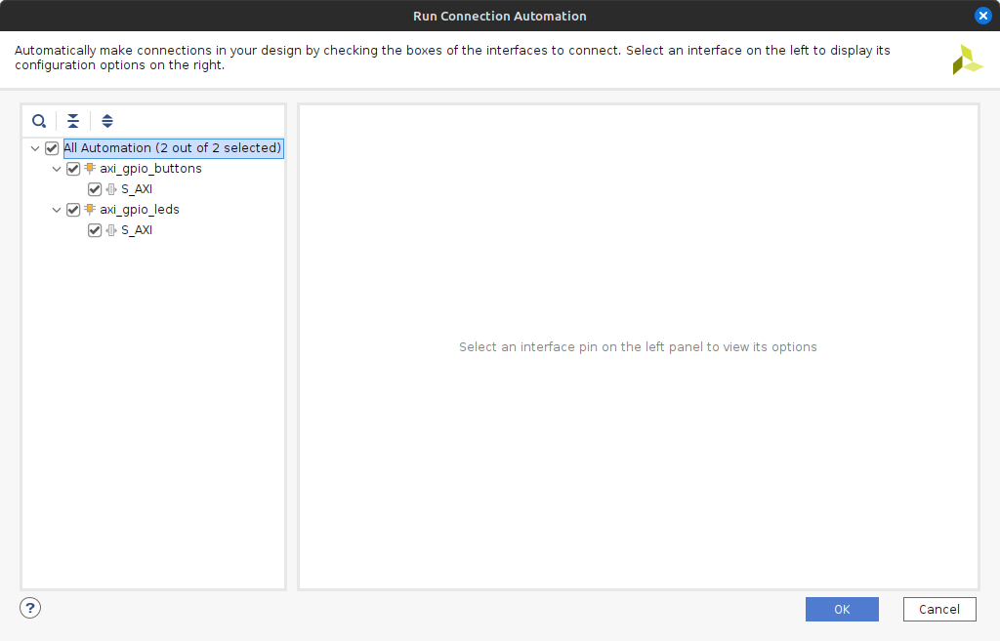 Run Connection Automation
Automatically make connections in your design by checking the boxes of the interfaces to connect. Select an interface on the left to display its
configuration options on the right.
All Automation (2 out of 2 selected)
axi_gpio_buttons
S_AXI
axi_gpio_leds
S_AXI
Select an interface pin on the left panel to view its options
?
OK
Cancel